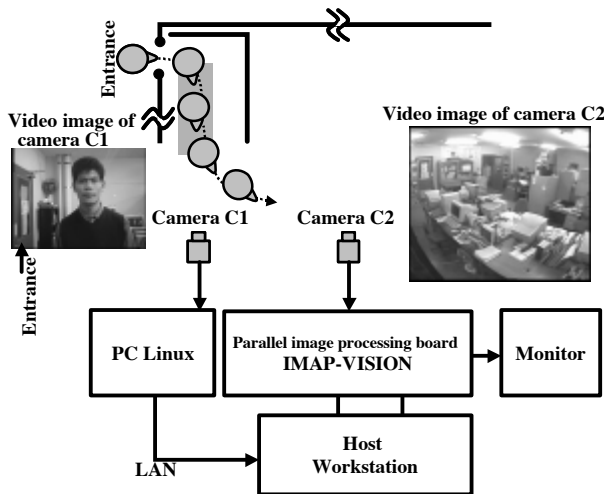 Entrance
Video image of
camera C1
Video image of camera C2
Camera C1
Camera C2
Entrance
PC Linux
Parallel image processing board
IMAP-VISION
Monitor
LAN
Host
Workstation